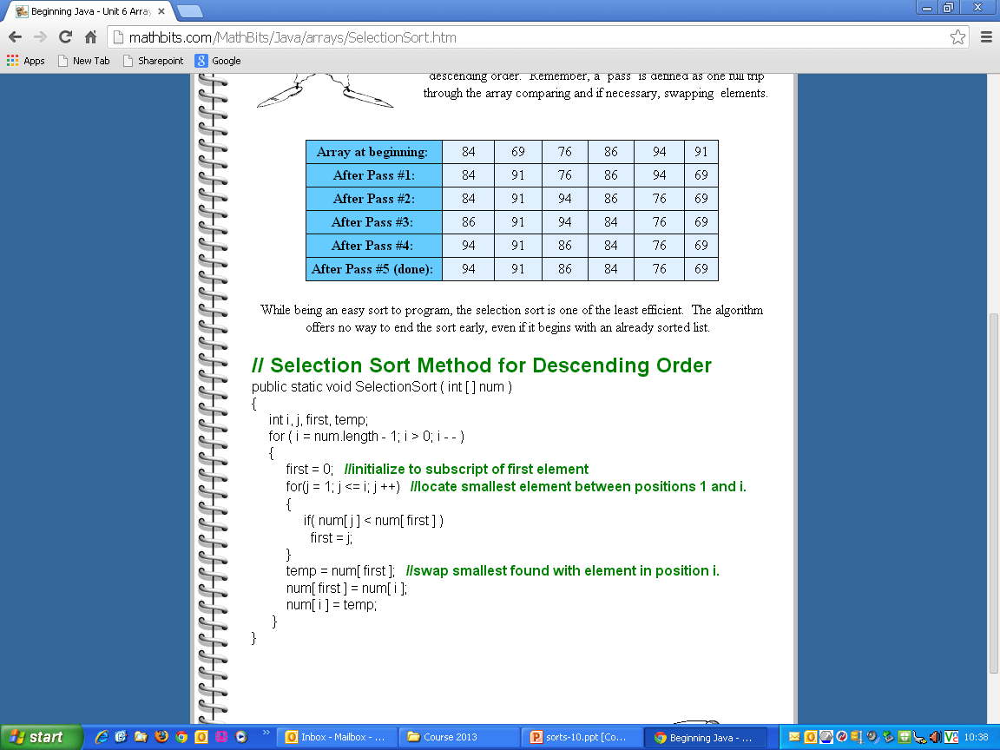 Beginning Java - Unit 6 Array
mathbits.com/MathBits/Java/arrays/SelectionSort.htm
Apps New Tab Sharepoint Google
descending order. Remember, a "pass" is defined as one full trip
through the array comparing and if necessary, swapping elements.
Array at beginning: 84 69 76 86 94 91
After Pass #1: 84 91 76 86 94 69
After Pass #2: 84 91 94 86 76 69
After Pass #3: 86 91 94 84 76 69
After Pass #4: 94 91 86 84 76 69
After Pass #5 (done): 94 91 86 84 76 69
While being an easy sort to program, the selection sort is one of the least efficient. The algorithm
offers no way to end the sort early, even if it begins with an already sorted list.
// Selection Sort Method for Descending Order
public static void SelectionSort ( int [ ] num )
{
int i, j, first, temp;
for ( i = num.length - 1; i > 0; i - - )
{
first = 0; //initialize to subscript of first element
for(j = 1; j <= i; j ++) //locate smallest element between positions 1 and i.
{
if( num[ j ] < num[ first ] )
first = j;
}
temp = num[ first ]; //swap smallest found with element in position i.
num[ first ] = num[ i ];
num[ i ] = temp;
}
}
start Inbox - Mailbox - ... Course 2013 sorts-10.ppt [Co... Beginning Java - ... 10:38